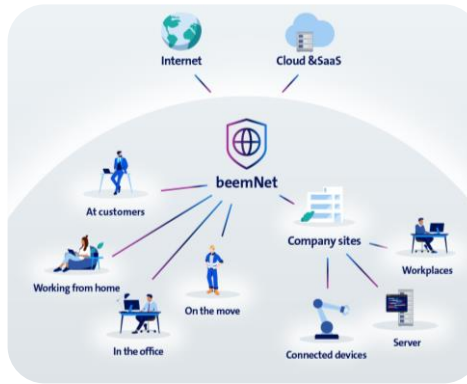 Internet
Cloud &SaaS
beemNet
At customers
Company sites
Workplaces
Working from home
On the move
In the office
Connected devices
Server